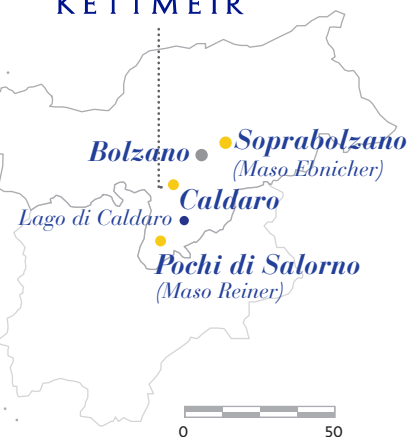 KETTMEIR
Soprabolzano
Bolzano
(Maso Ebnicher)
Caldaro
Lago di Caldaro
Pochi di Salorno
(Maso Reiner)
0 50